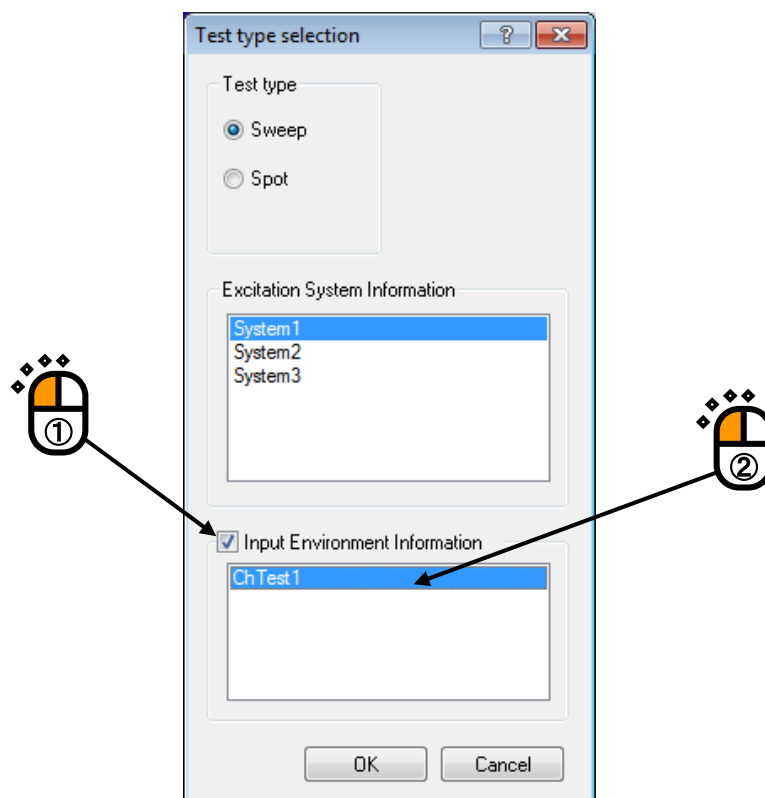 Test type selection
Test type
Sweep
Spot
Excitation System Information
System1
System2
System3
①
②
Input Environment Information
ChTest1
OK
Cancel